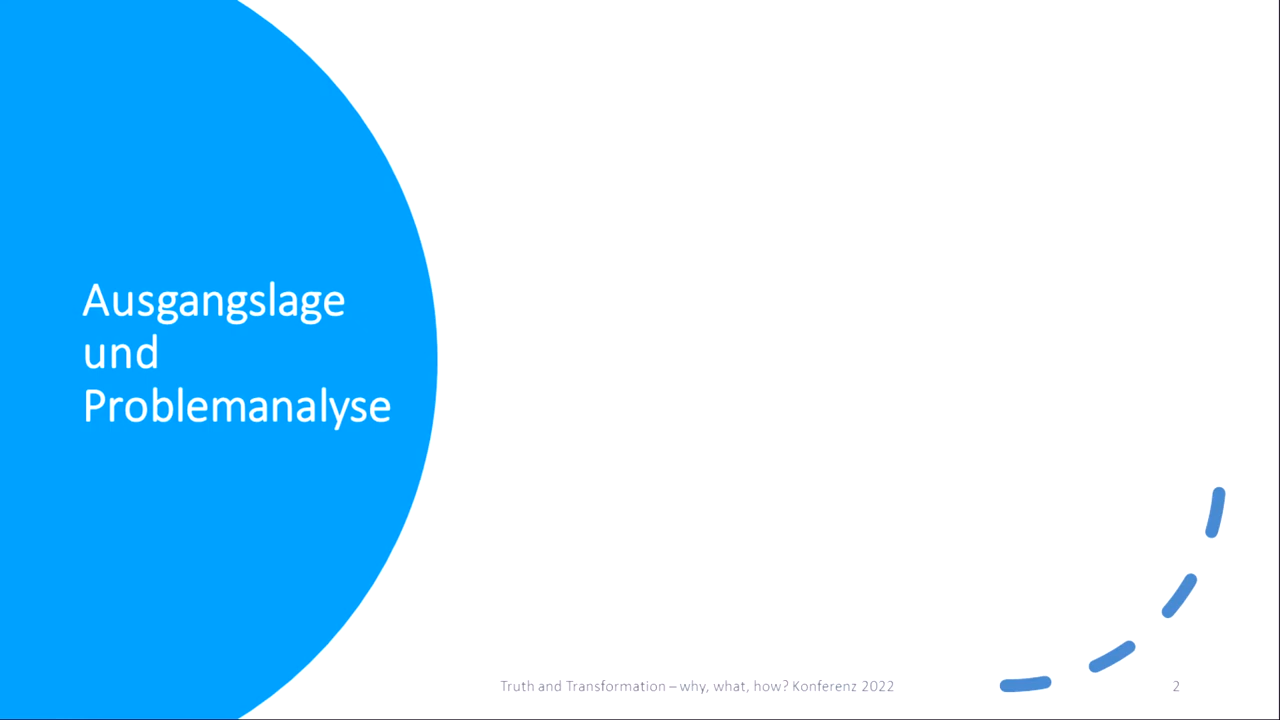 Ausgangslage
und
Problemanalyse
Truth and Transformation – why, what, how? Konferenz 2022
2